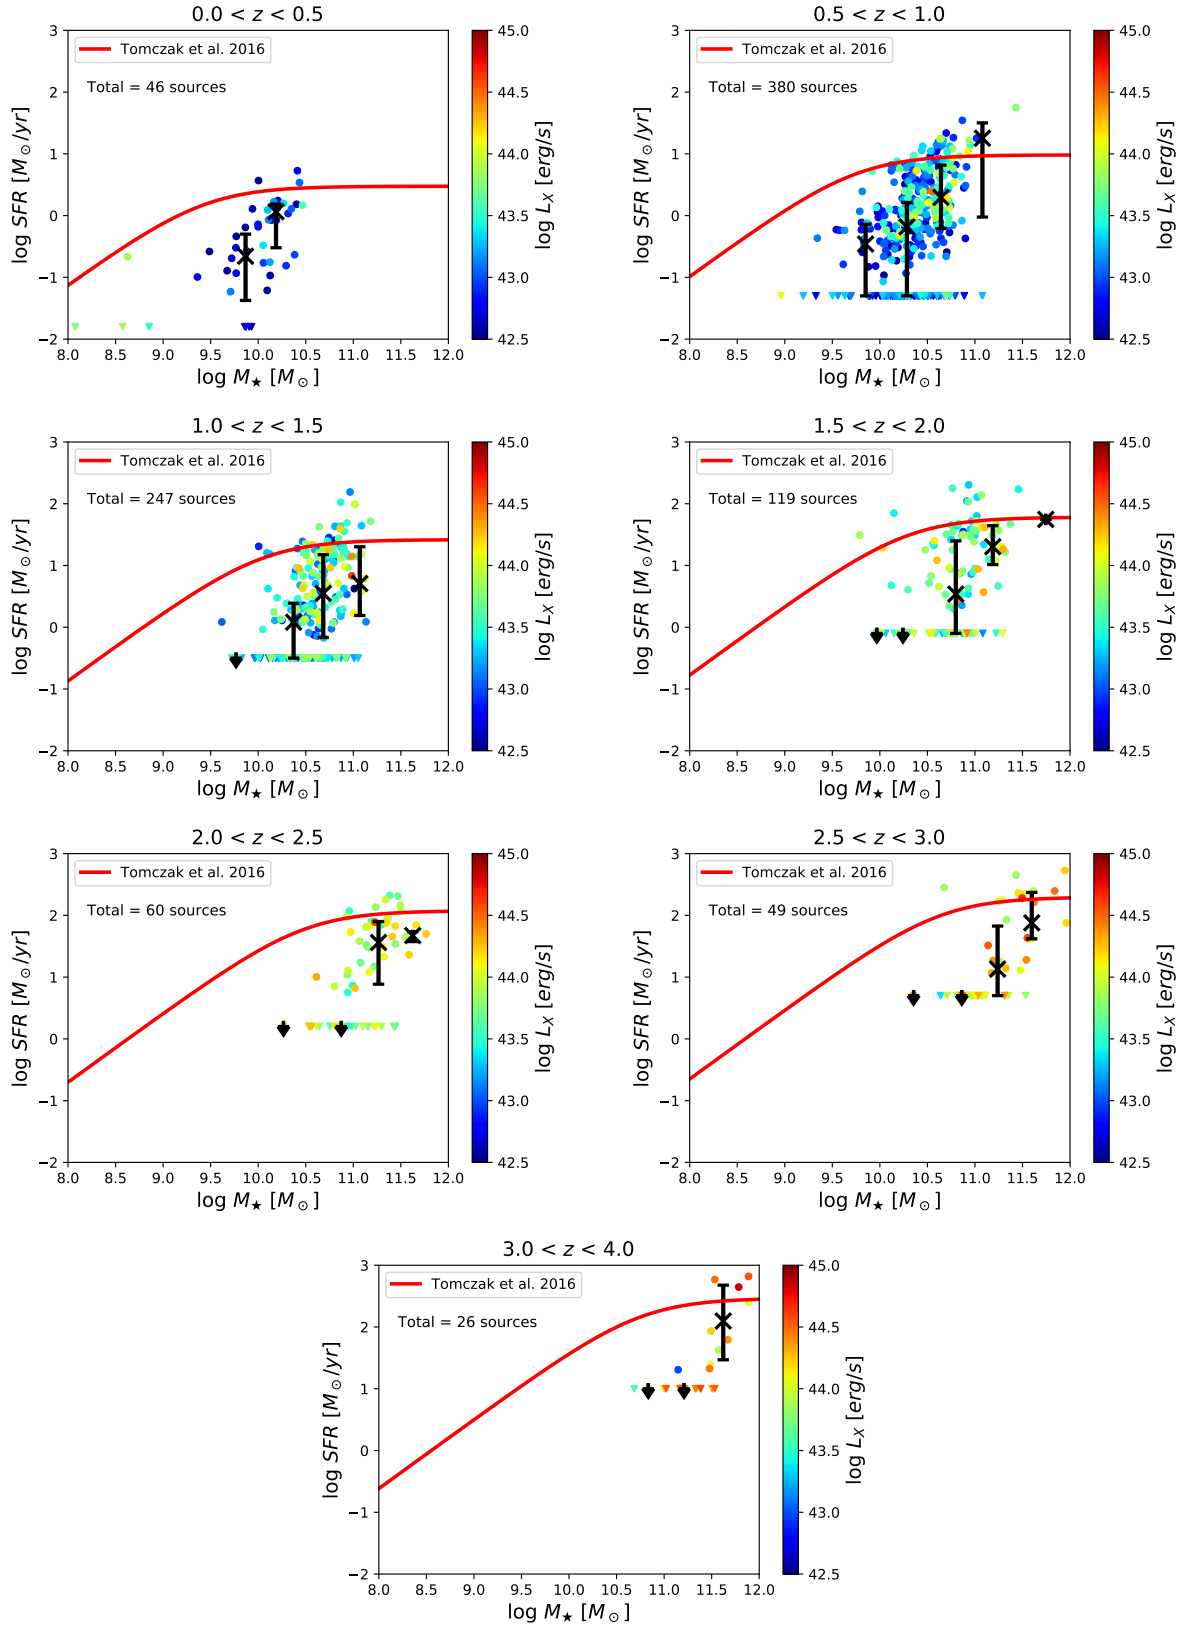 0.0 < z < 0.5
Tomczak et al. 2016
Total = 46 sources
log SFR [M⊙/yr]
3
2
1
0
−1
−2
8.0 8.5 9.0 9.5 10.0 10.5 11.0 11.5 12.0
log M★ [M⊙]
45.0
44.5
44.0
43.5
43.0
42.5
log L_X [erg/s]
0.5 < z < 1.0
Tomczak et al. 2016
Total = 380 sources
log SFR [M⊙/yr]
3
2
1
0
−1
−2
8.0 8.5 9.0 9.5 10.0 10.5 11.0 11.5 12.0
log M★ [M⊙]
45.0
44.5
44.0
43.5
43.0
42.5
log L_X [erg/s]
1.0 < z < 1.5
Tomczak et al. 2016
Total = 247 sources
log SFR [M⊙/yr]
3
2
1
0
−1
−2
8.0 8.5 9.0 9.5 10.0 10.5 11.0 11.5 12.0
log M★ [M⊙]
45.0
44.5
44.0
43.5
43.0
42.5
log L_X [erg/s]
1.5 < z < 2.0
Tomczak et al. 2016
Total = 119 sources
log SFR [M⊙/yr]
3
2
1
0
−1
−2
8.0 8.5 9.0 9.5 10.0 10.5 11.0 11.5 12.0
log M★ [M⊙]
45.0
44.5
44.0
43.5
43.0
42.5
log L_X [erg/s]
2.0 < z < 2.5
Tomczak et al. 2016
Total = 60 sources
log SFR [M⊙/yr]
3
2
1
0
−1
−2
8.0 8.5 9.0 9.5 10.0 10.5 11.0 11.5 12.0
log M★ [M⊙]
45.0
44.5
44.0
43.5
43.0
42.5
log L_X [erg/s]
2.5 < z < 3.0
Tomczak et al. 2016
Total = 49 sources
log SFR [M⊙/yr]
3
2
1
0
−1
−2
8.0 8.5 9.0 9.5 10.0 10.5 11.0 11.5 12.0
log M★ [M⊙]
45.0
44.5
44.0
43.5
43.0
42.5
log L_X [erg/s]
3.0 < z < 4.0
Tomczak et al. 2016
Total = 26 sources
log SFR [M⊙/yr]
3
2
1
0
−1
−2
8.0 8.5 9.0 9.5 10.0 10.5 11.0 11.5 12.0
log M★ [M⊙]
45.0
44.5
44.0
43.5
43.0
42.5
log L_X [erg/s]